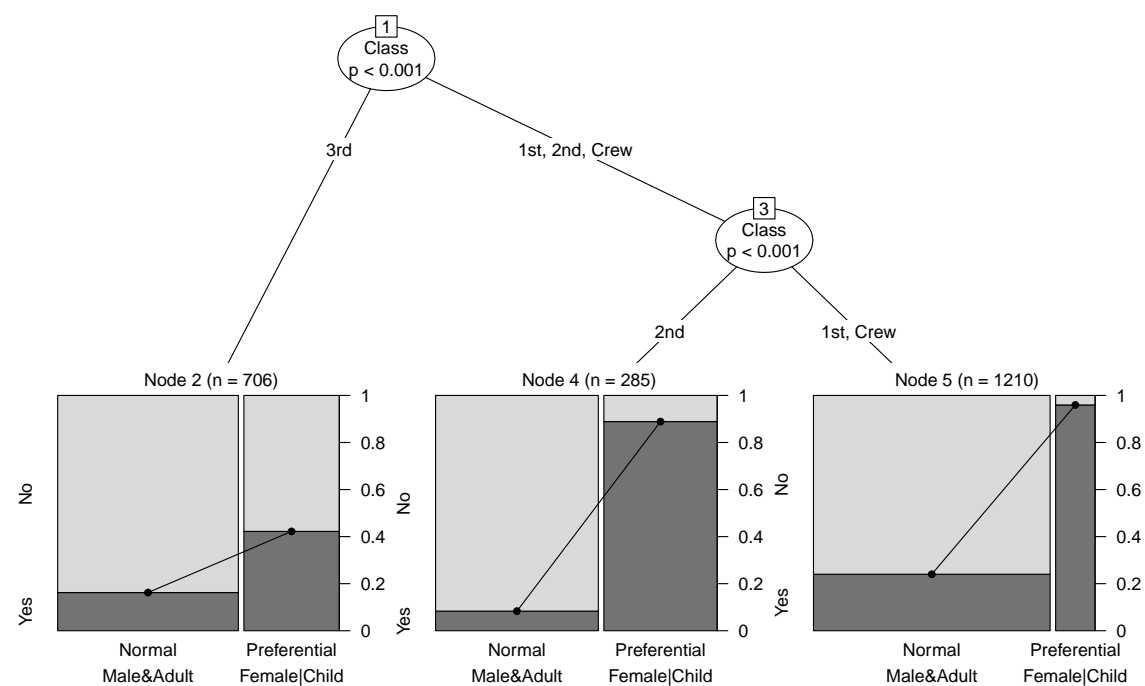 1
Class
p < 0.001
3rd
1st, 2nd, Crew
3
Class
p < 0.001
2nd
1st, Crew
Node 2 (n = 706)
No
Yes
1
0.8
0.6
0.4
0.2
0
Normal
Male&Adult
Preferential
Female|Child
Node 4 (n = 285)
No
Yes
1
0.8
0.6
0.4
0.2
0
Normal
Male&Adult
Preferential
Female|Child
Node 5 (n = 1210)
No
Yes
1
0.8
0.6
0.4
0.2
0
Normal
Male&Adult
Preferential
Female|Child